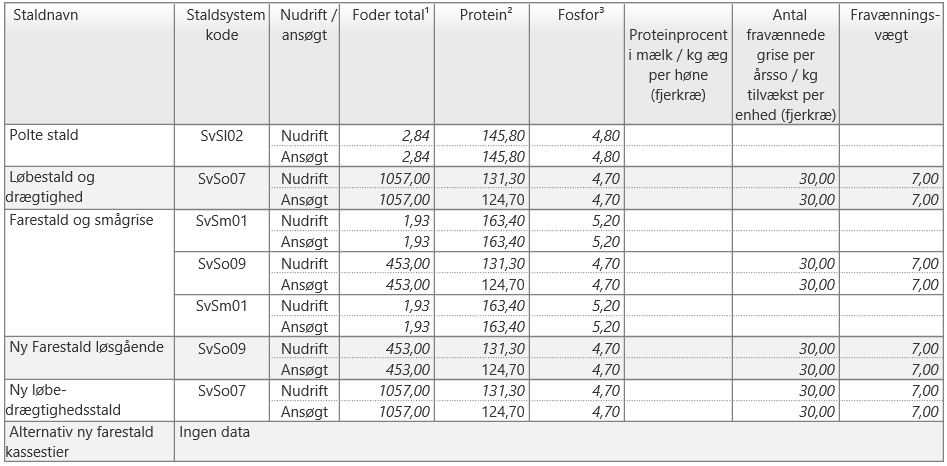 Staldnavn Staldsystem Nudrift / Foder total¹ Protein² Fosfor³ Antal Fravænnings-
kode ansøgt Proteinprocent fravænnede vægt
i mælk / kg æg grise per
per høne årsso / kg
(fjerkræ) tilvækst per
enhed (fjerkræ)
Polte stald SvSl02 Nudrift 2,84 145,80 4,80
Ansøgt 2,84 145,80 4,80
Løbestald og SvSo07 Nudrift 1057,00 131,30 4,70 30,00 7,00
drægtighed Ansøgt 1057,00 124,70 4,70 30,00 7,00
Farestald og smågrise SvSm01 Nudrift 1,93 163,40 5,20
Ansøgt 1,93 163,40 5,20
SvSo09 Nudrift 453,00 131,30 4,70 30,00 7,00
Ansøgt 453,00 124,70 4,70 30,00 7,00
SvSm01 Nudrift 1,93 163,40 5,20
Ansøgt 1,93 163,40 5,20
Ny Farestald løsgående SvSo09 Nudrift 453,00 131,30 4,70 30,00 7,00
Ansøgt 453,00 124,70 4,70 30,00 7,00
Ny løbe- SvSo07 Nudrift 1057,00 131,30 4,70 30,00 7,00
drægtighedsstald Ansøgt 1057,00 124,70 4,70 30,00 7,00
Alternativ ny farestald Ingen data
kassestier